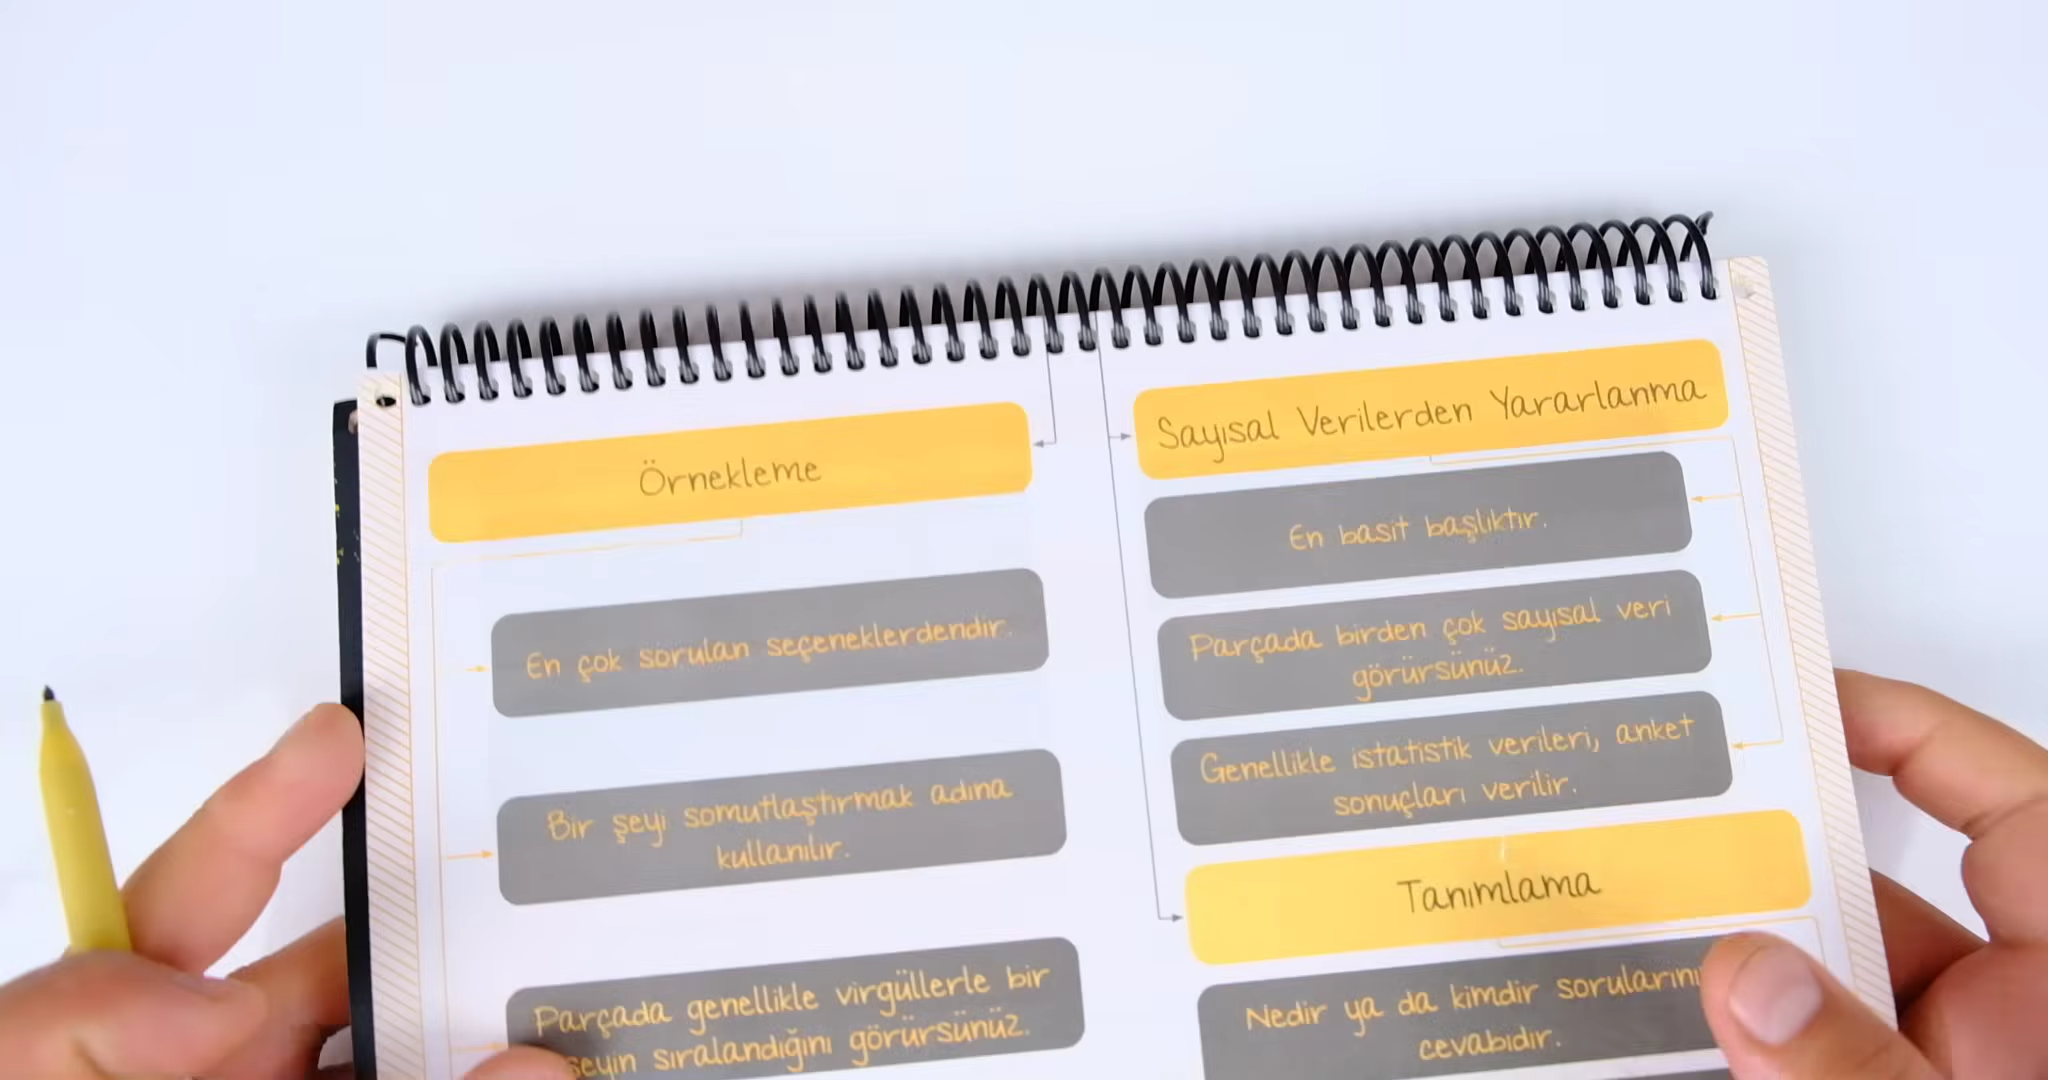 Örnekleme
En çok sorulan seçeneklerdendir.
Bir şeyi somutlaştırmak adına
kullanılır.
Parçada genellikle virgüllerle bir
şeyin sıralandığını görürsünüz.
Sayısal Verilerden Yararlanma
En basit başlıktır.
Parçada birden çok sayısal veri
görürsünüz.
Genellikle istatistik verileri, anket
sonuçları verilir.
Tanımlama
Nedir ya da kimdir sorularını
cevabıdır.